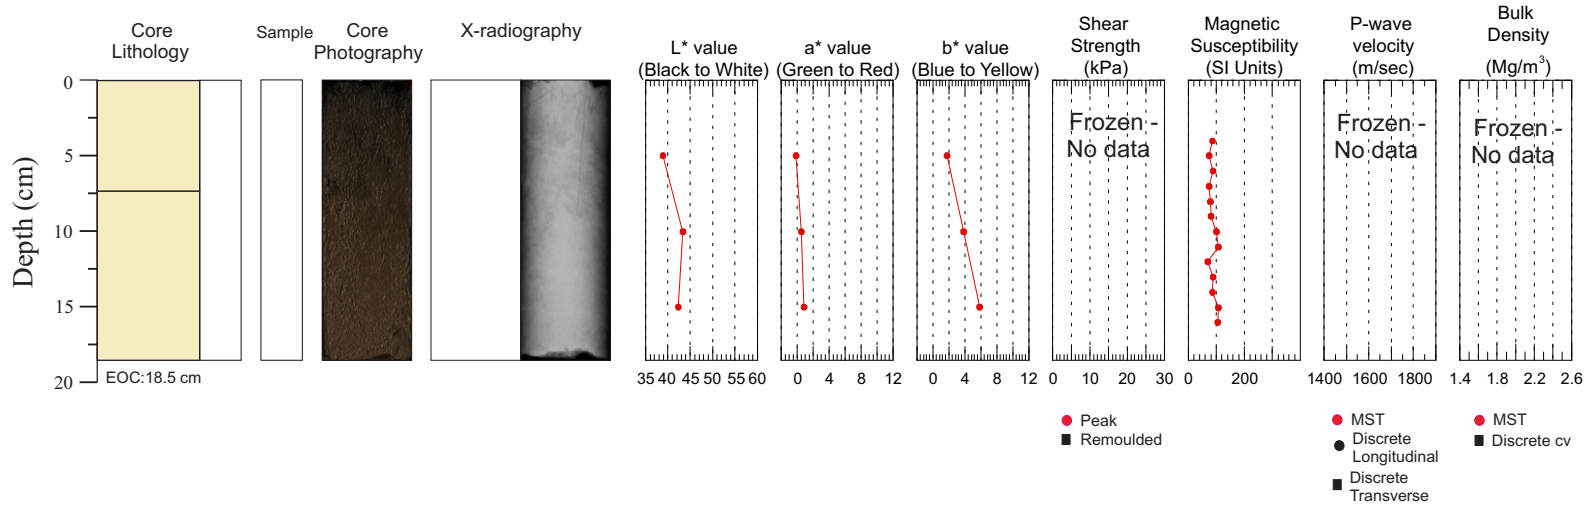 Core
Lithology
Sample
Core
Photography
X-radiography
L* value
(Black to White)
a* value
(Green to Red)
b* value
(Blue to Yellow)
Shear
Strength
(kPa)
Magnetic
Susceptibility
(SI Units)
P-wave
velocity
(m/sec)
Bulk
Density
(Mg/m³)
Depth (cm)
0
5
10
15
20
EOC:18.5 cm
Frozen -
No data
Frozen -
No data
Frozen -
No data
35 40 45 50 55 60
0 4 8 12
0 4 8 12
0 10 20 30
0 200
1400 1600 1800
1.4 1.8 2.2 2.6
Peak
Remoulded
MST
Discrete
Longitudinal
Discrete
Transverse
MST
Discrete cv